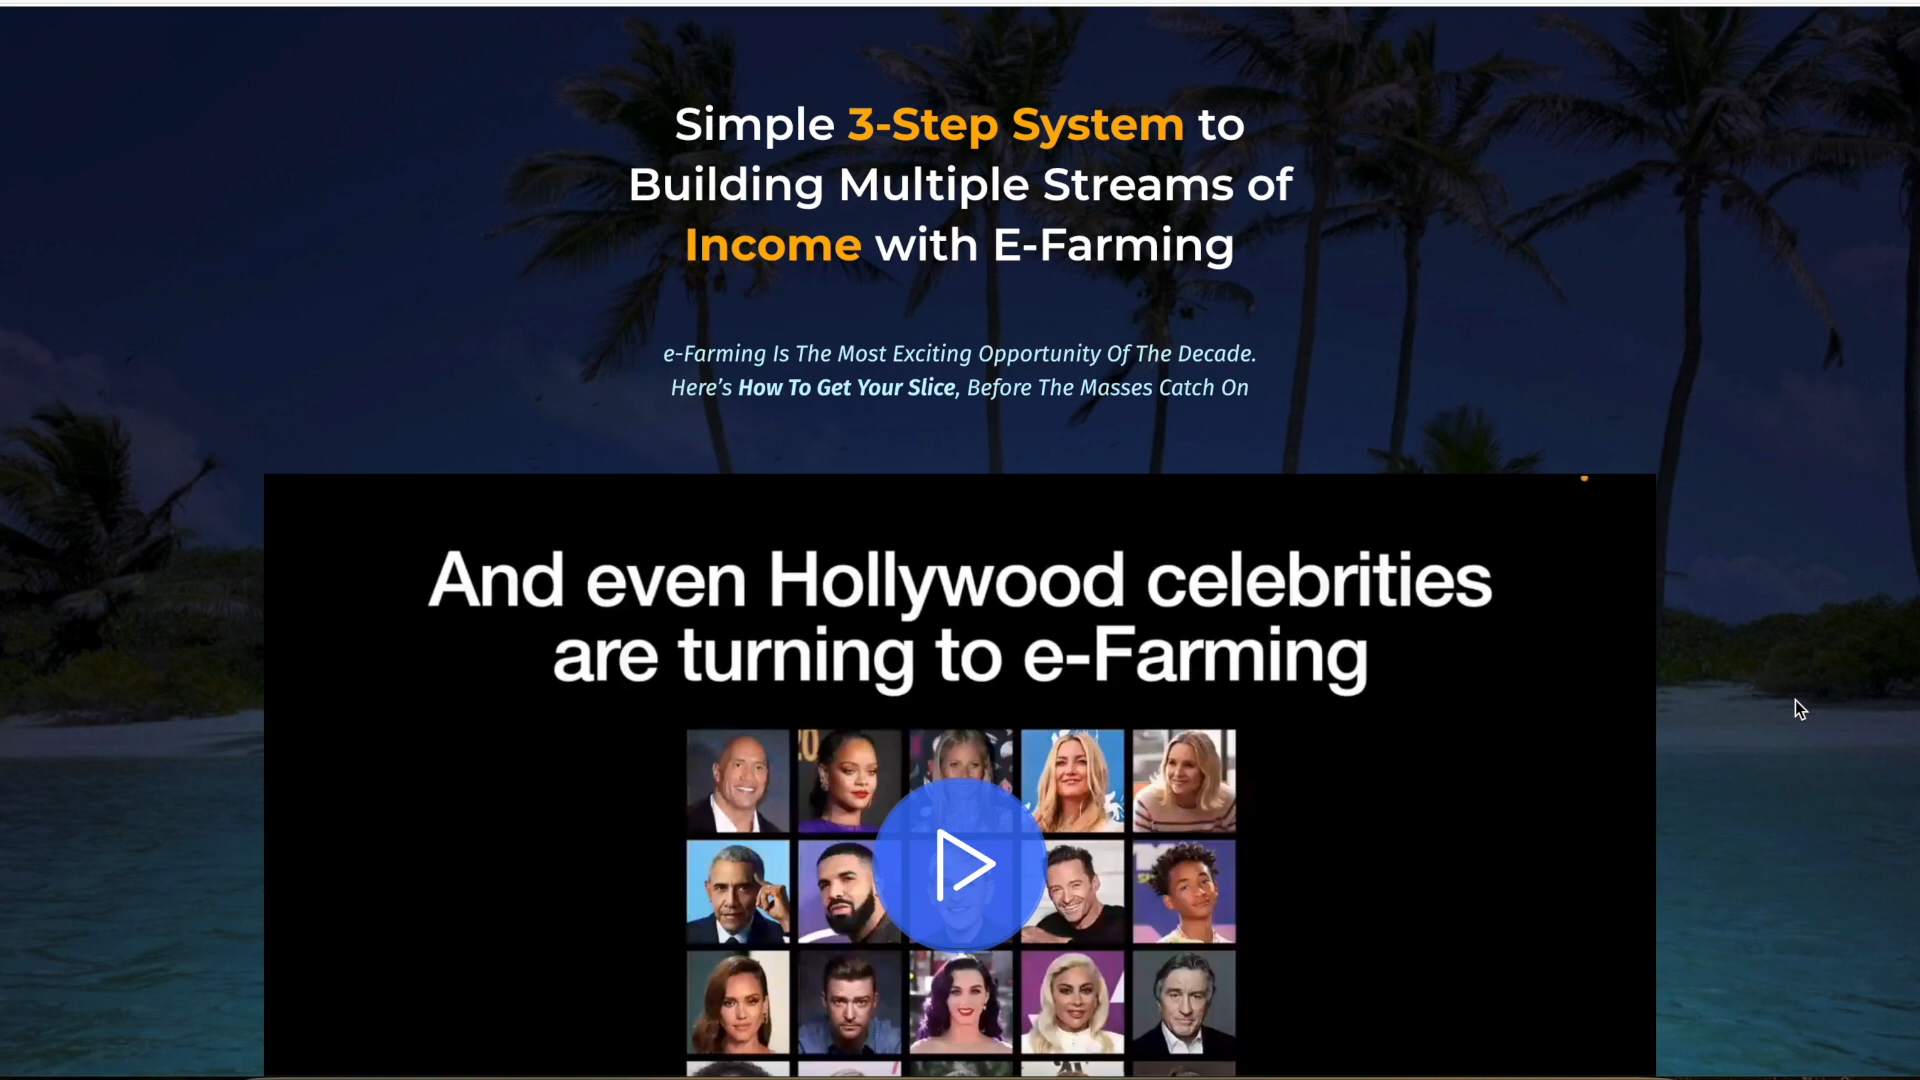 Simple 3-Step System to
Building Multiple Streams of
Income with E-Farming
e-Farming Is The Most Exciting Opportunity Of The Decade.
Here’s How To Get Your Slice, Before The Masses Catch On
And even Hollywood celebrities
are turning to e-Farming